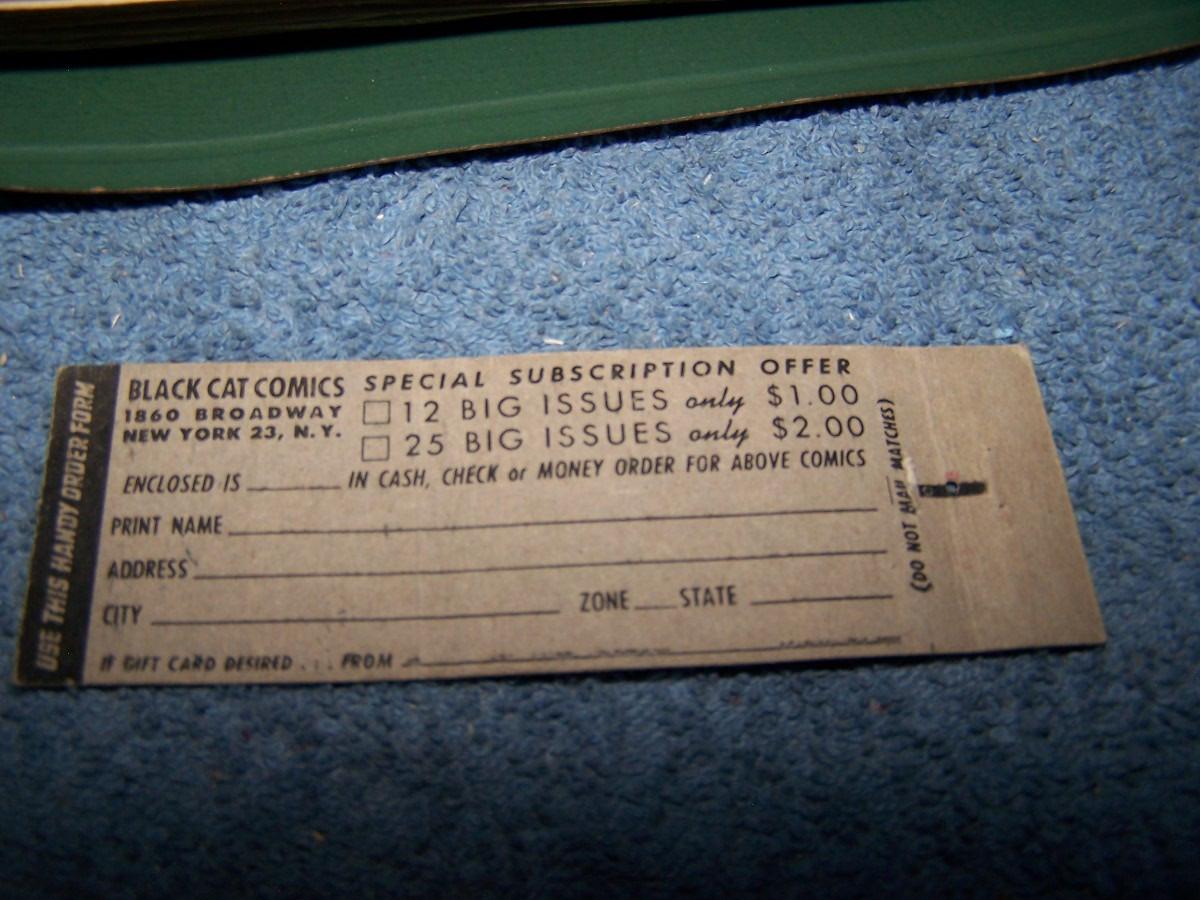 USE THIS HANDY ORDER FORM
BLACK CAT COMICS
1860 BROADWAY
NEW YORK 23, N.Y.
SPECIAL SUBSCRIPTION OFFER
12 BIG ISSUES only $1.00
25 BIG ISSUES only $2.00
ENCLOSED IS ________ IN CASH, CHECK or MONEY ORDER FOR ABOVE COMICS
PRINT NAME
ADDRESS
CITY ZONE STATE
IF GIFT CARD DESIRED . . . FROM
(DO NOT MAIL MATCHES)